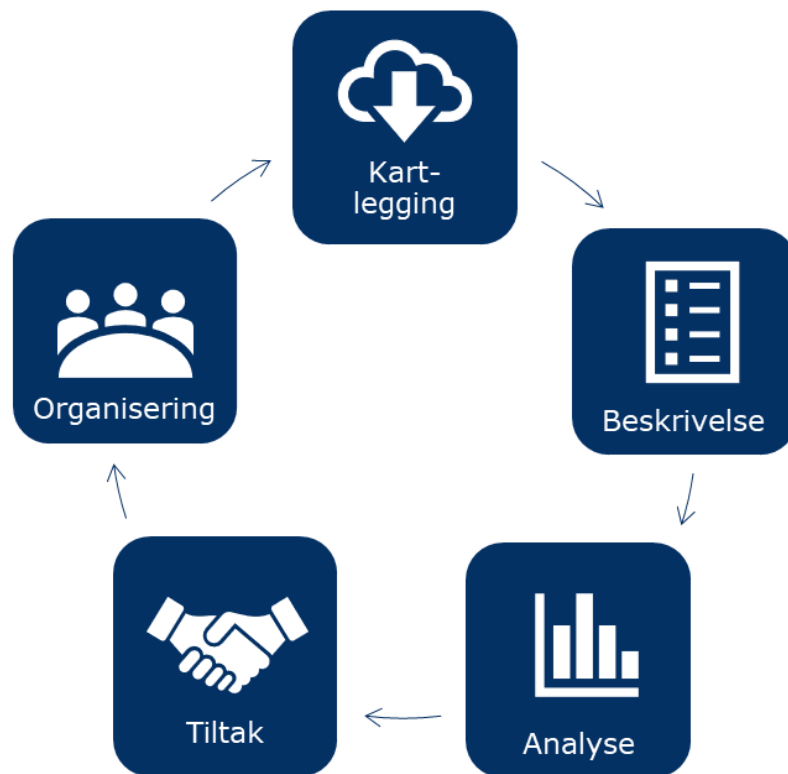 Kart-
legging
Beskrivelse
Analyse
Tiltak
Organisering